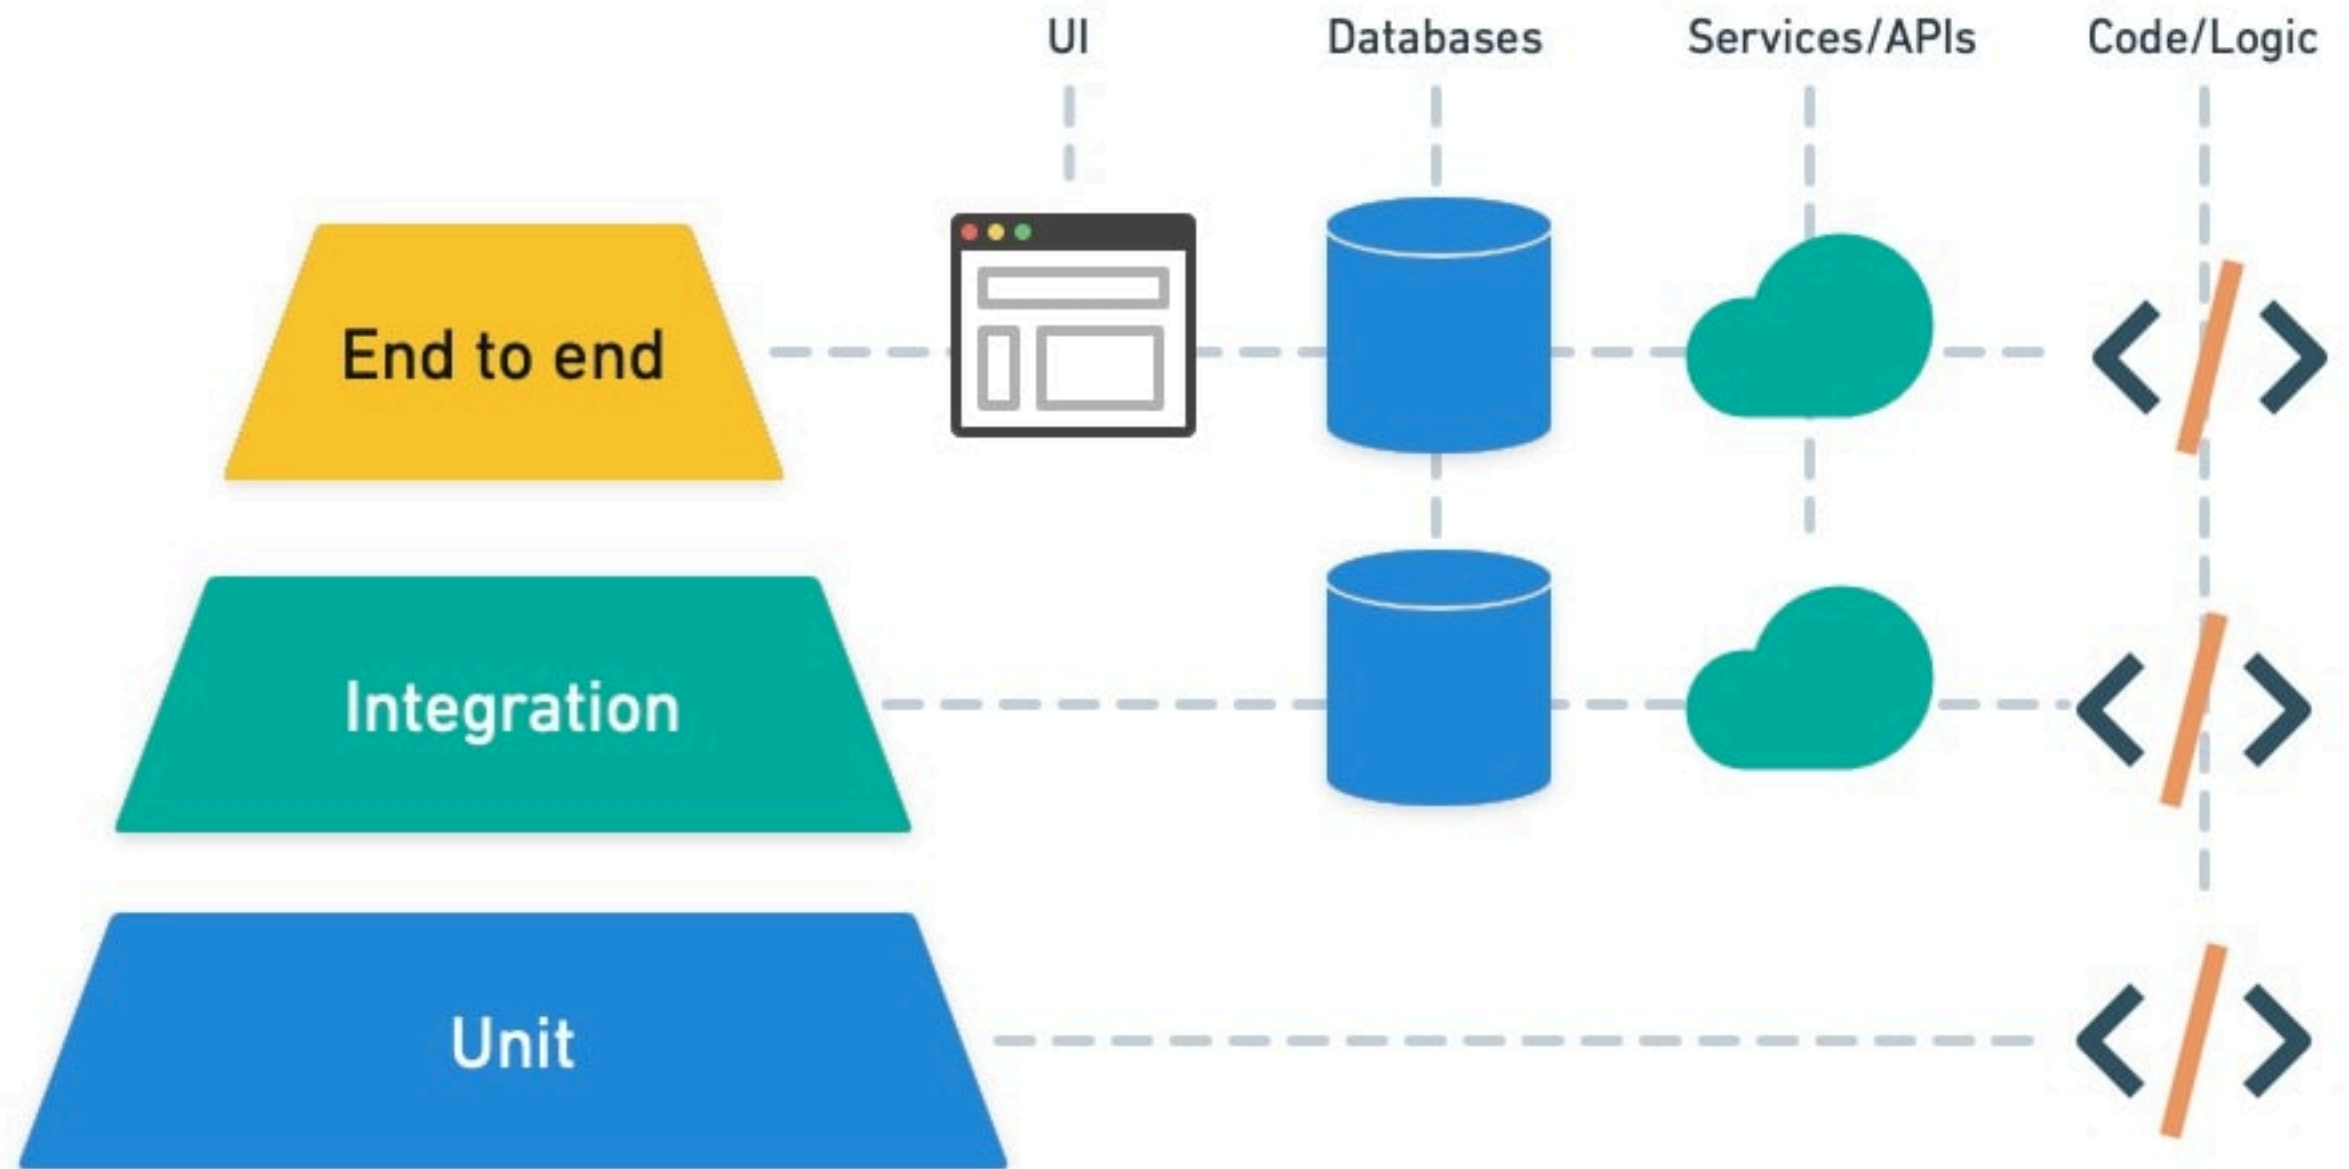 UI
Databases
Services/APIs
Code/Logic
End to end
Integration
Unit